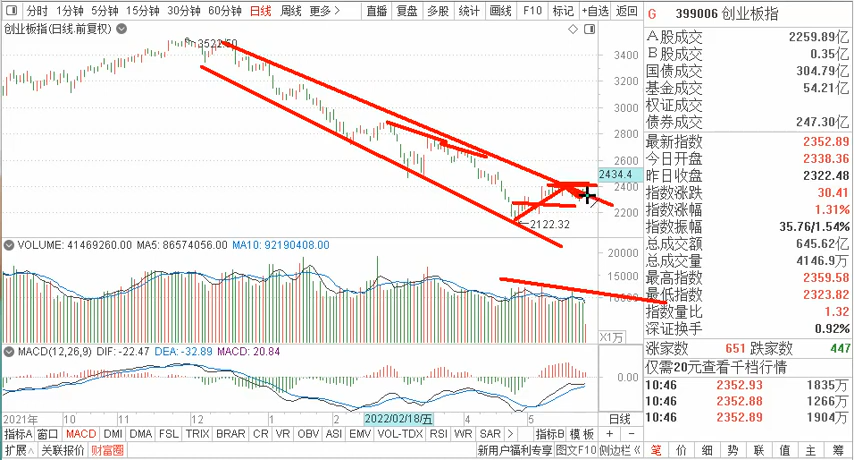 分时 1分钟 5分钟 15分钟 30分钟 60分钟 日线 周线 更多 > 直播 复盘 多股 统计 画线 F10 标记 +自选 返回
G 399006 创业板指
创业板指(日线.前复权)
3522.50
3400
3200
3000
2800
2600
2434.4
2400
2200
2122.32
VOLUME: 41469260.00 MA5: 86574056.00 MA10: 92190408.00
20000
15000
10000
X1万
MACD(12,26,9) DIF: -22.47 DEA: -32.89 MACD: 20.84
0.00
2021年 10 11 12 1 2022/02/18/五 4 5 日线
指标A 窗口 MACD DMI DMA FSL TRIX BRAR CR VR OBV ASI EMV VOL-TDX RSI WR SAR > 指标B 模板 + −
扩展∧ 关联报价 财富圈 新用户福利专享 图文F10 侧边栏<
A股成交 2259.89亿
B股成交 0.35亿
国债成交 304.79亿
基金成交 54.21亿
权证成交
债券成交 247.30亿
最新指数 2352.89
今日开盘 2338.36
昨日收盘 2322.48
指数涨跌 30.41
指数涨幅 1.31%
指数振幅 35.76/1.54%
总成交额 645.62亿
总成交量 4146.9万
最高指数 2359.58
最低指数 2323.82
指数量比 1.32
深证换手 0.92%
涨家数 651 跌家数 447
仅需20元查看千档行情
10:46 2352.93 1835万
10:46 2352.88 1266万
10:46 2352.89 1904万
笔 价 细 势 联 值 主 筹